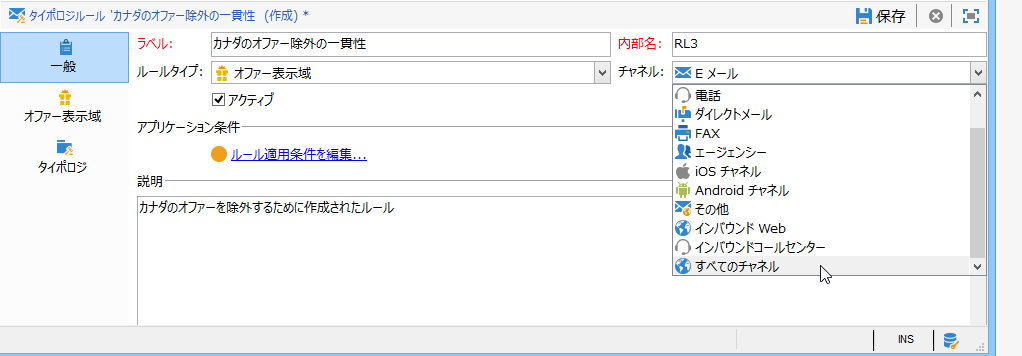 タイポロジルール 'カナダのオファー除外の一貫性 (作成) *
保存
一般
オファー表示域
タイポロジ
ラベル: カナダのオファー除外の一貫性 内部名: RL3
ルールタイプ: オファー表示域 チャネル: E メール
アクティブ
アプリケーション条件
ルール適用条件を編集...
説明
カナダのオファーを除外するために作成されたルール
電話
ダイレクトメール
FAX
エージェンシー
iOS チャネル
Android チャネル
その他
インバウンド Web
インバウンドコールセンター
すべてのチャネル
INS